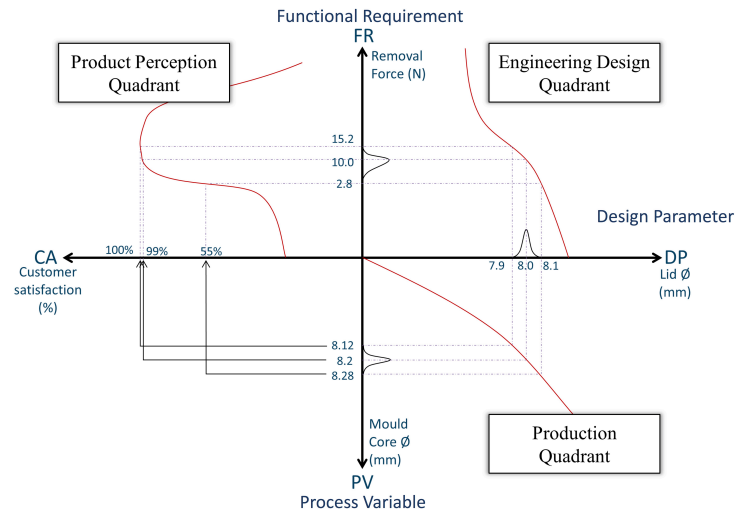 Functional Requirement
FR
Removal
Force (N)
Product Perception
Quadrant
Engineering Design
Quadrant
15.2
10.0
2.8
Design Parameter
100%
99%
55%
CA
Customer
satisfaction
(%)
7.9
8.0
8.1
DP
Lid Ø
(mm)
8.12
8.2
8.28
Mould
Core Ø
(mm)
Production
Quadrant
PV
Process Variable